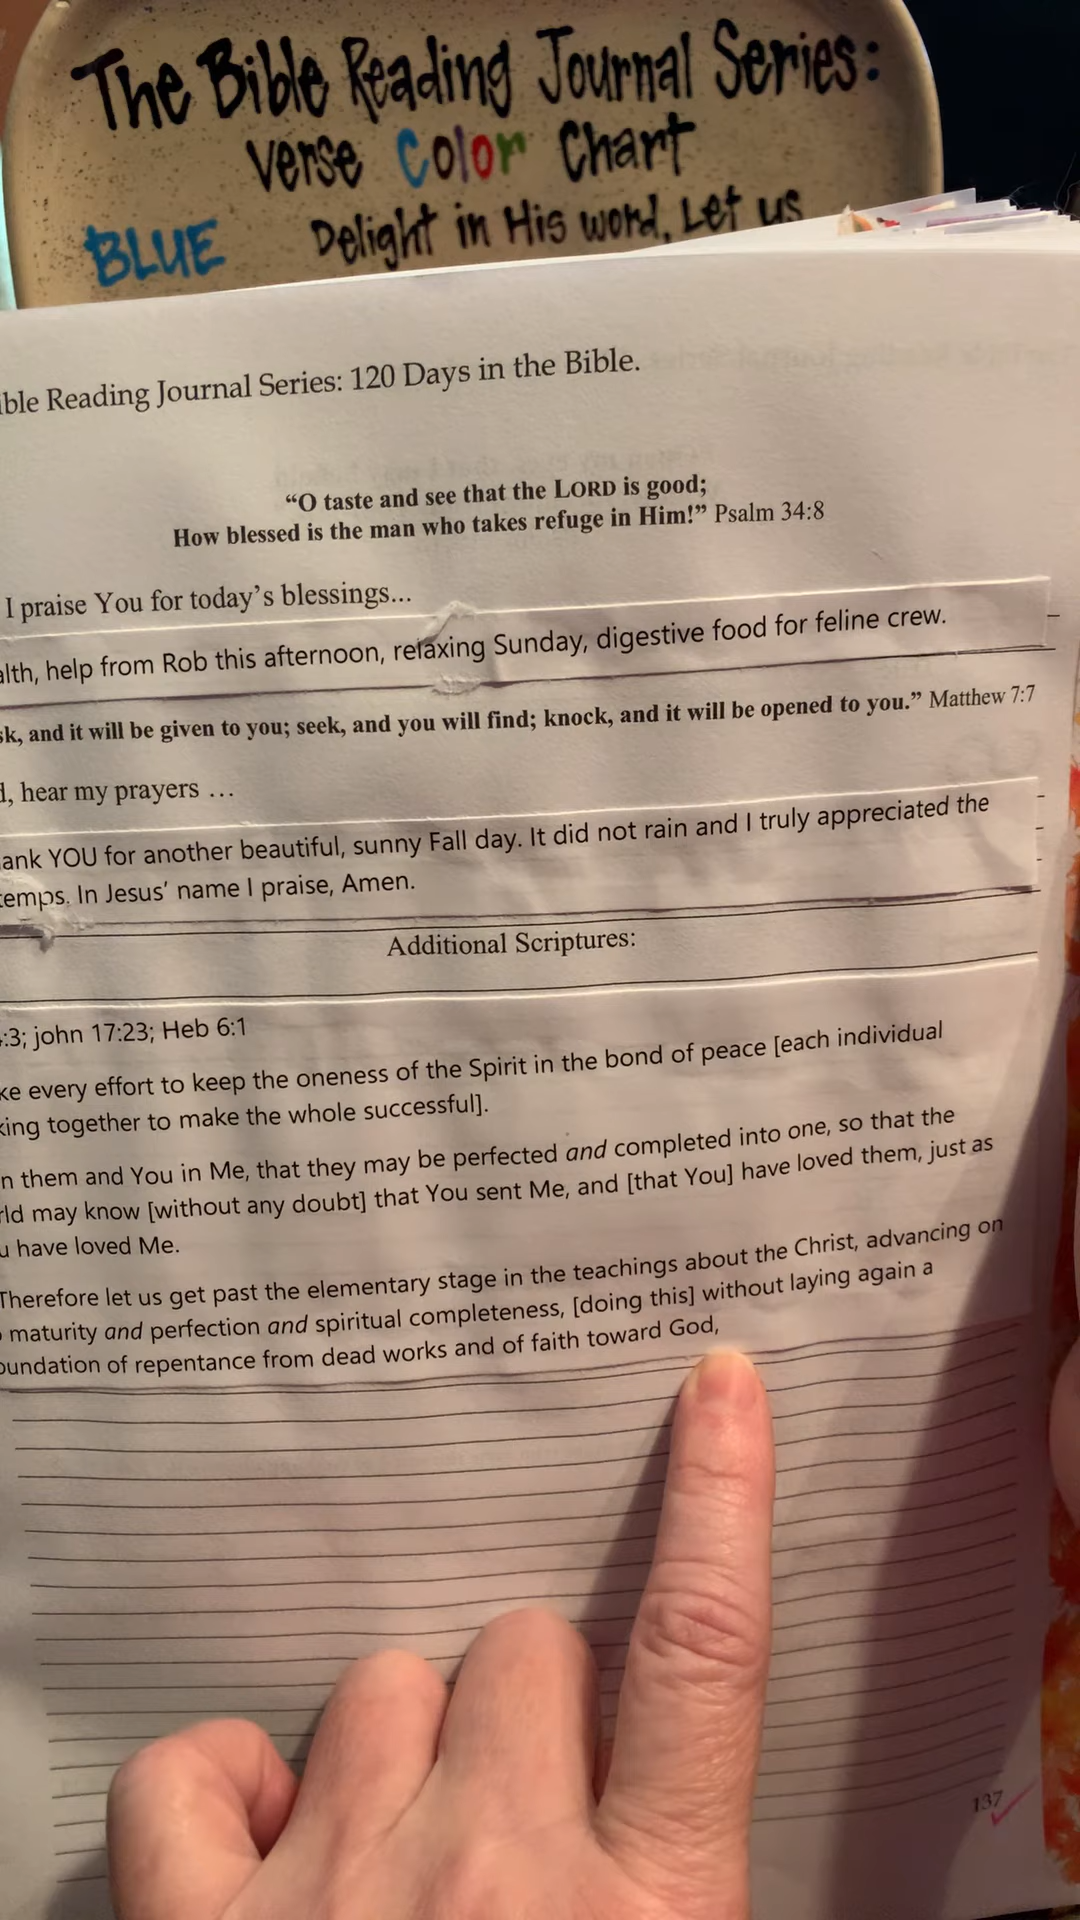 The Bible Reading Journal Series:
Verse Color Chart
BLUE Delight in His word, Let us
ible Reading Journal Series: 120 Days in the Bible.
“O taste and see that the LORD is good;
How blessed is the man who takes refuge in Him!” Psalm 34:8
I praise You for today’s blessings...
alth, help from Rob this afternoon, relaxing Sunday, digestive food for feline crew.
sk, and it will be given to you; seek, and you will find; knock, and it will be opened to you.” Matthew 7:7
d, hear my prayers ...
ank YOU for another beautiful, sunny Fall day. It did not rain and I truly appreciated the
temps. In Jesus’ name I praise, Amen.
Additional Scriptures:
:3; john 17:23; Heb 6:1
ke every effort to keep the oneness of the Spirit in the bond of peace [each individual
king together to make the whole successful].
n them and You in Me, that they may be perfected and completed into one, so that the
rld may know [without any doubt] that You sent Me, and [that You] have loved them, just as
u have loved Me.
Therefore let us get past the elementary stage in the teachings about the Christ, advancing on
o maturity and perfection and spiritual completeness, [doing this] without laying again a
oundation of repentance from dead works and of faith toward God,
137